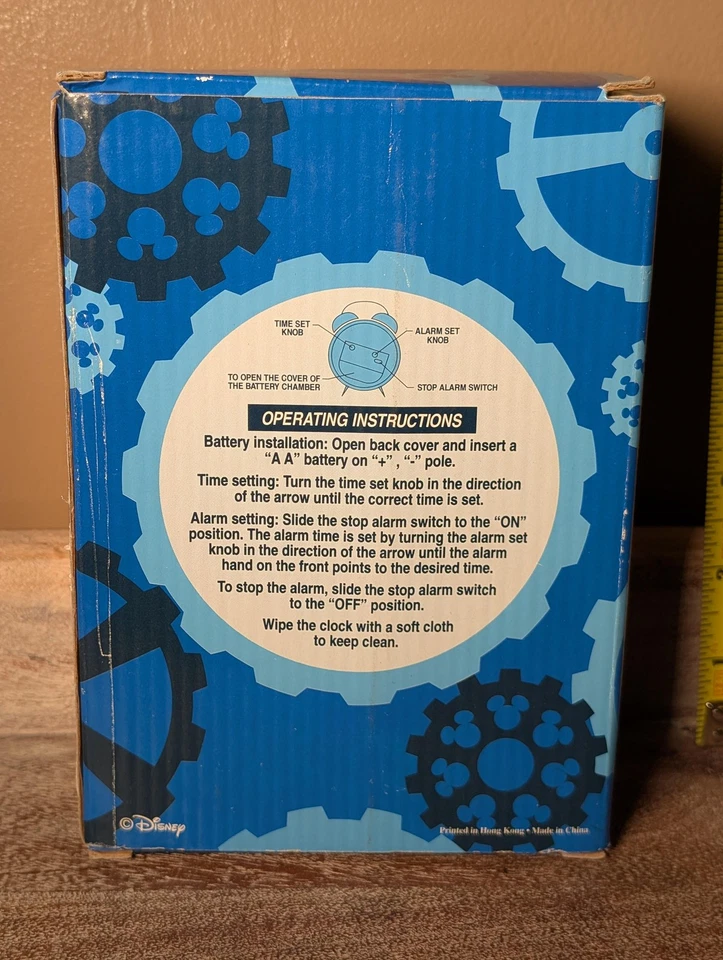 TIME SET
KNOB
ALARM SET
KNOB
TO OPEN THE COVER OF
THE BATTERY CHAMBER
STOP ALARM SWITCH
OPERATING INSTRUCTIONS
Battery installation: Open back cover and insert a
“A A” battery on “+” , “-” pole.
Time setting: Turn the time set knob in the direction
of the arrow until the correct time is set.
Alarm setting: Slide the stop alarm switch to the “ON”
position. The alarm time is set by turning the alarm set
knob in the direction of the arrow until the alarm
hand on the front points to the desired time.
To stop the alarm, slide the stop alarm switch
to the “OFF” position.
Wipe the clock with a soft cloth
to keep clean.
© Disney
Printed in Hong Kong • Made in China